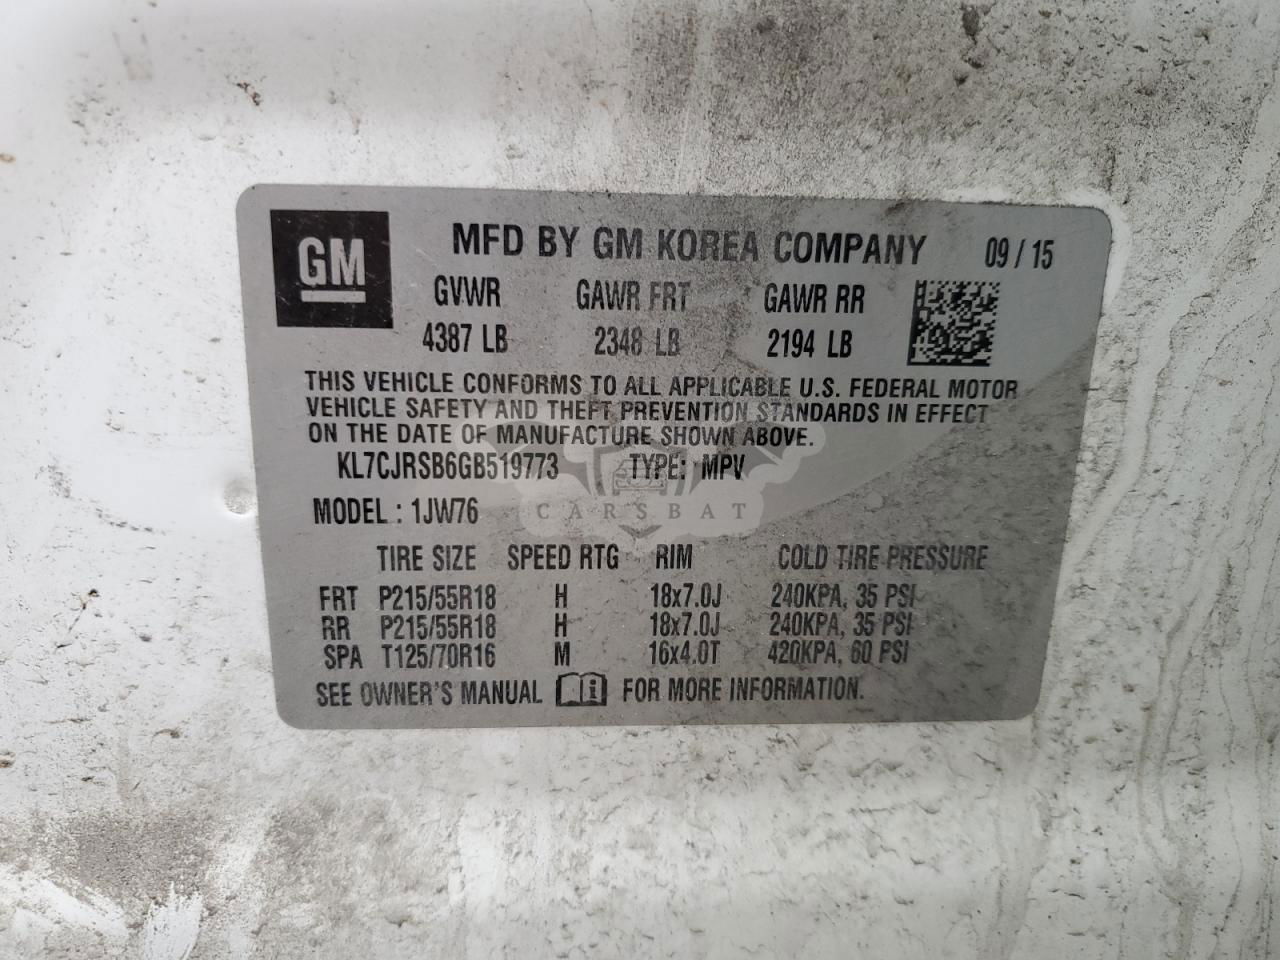 GM
MFD BY GM KOREA COMPANY 09 / 15
GVWR GAWR FRT GAWR RR
4387 LB 2348 LB 2194 LB
THIS VEHICLE CONFORMS TO ALL APPLICABLE U.S. FEDERAL MOTOR
VEHICLE SAFETY AND THEFT PREVENTION STANDARDS IN EFFECT
ON THE DATE OF MANUFACTURE SHOWN ABOVE.
KL7CJRSB6GB519773 TYPE: MPV
MODEL : 1JW76
CARSBAT
TIRE SIZE SPEED RTG RIM COLD TIRE PRESSURE
FRT P215/55R18 H 18x7.0J 240KPA, 35 PSI
RR P215/55R18 H 18x7.0J 240KPA, 35 PSI
SPA T125/70R16 M 16x4.0T 420KPA, 60 PSI
SEE OWNER'S MANUAL i FOR MORE INFORMATION.